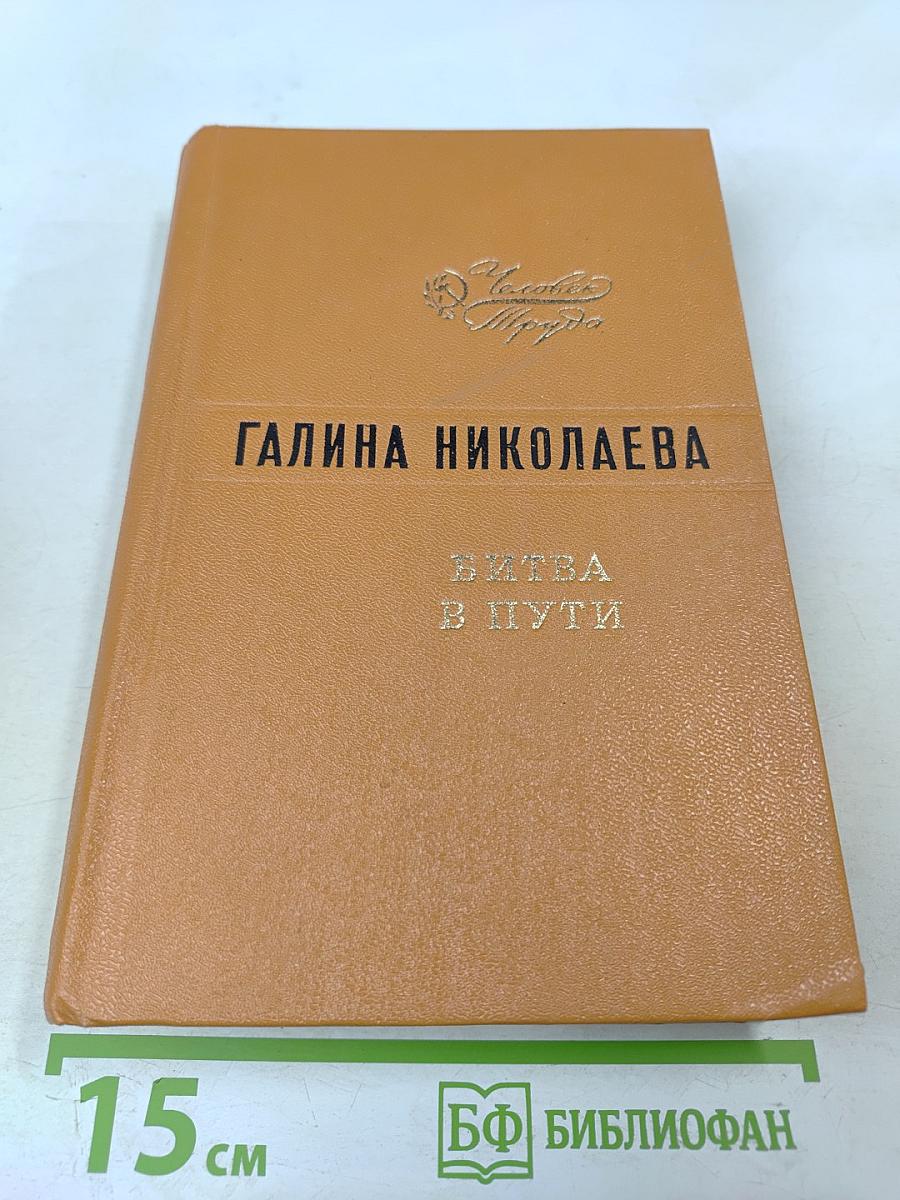 Человек
Труда
ГАЛИНА НИКОЛАЕВА
БИТВА
В ПУТИ
15 см
БФ БИБЛИОФАН